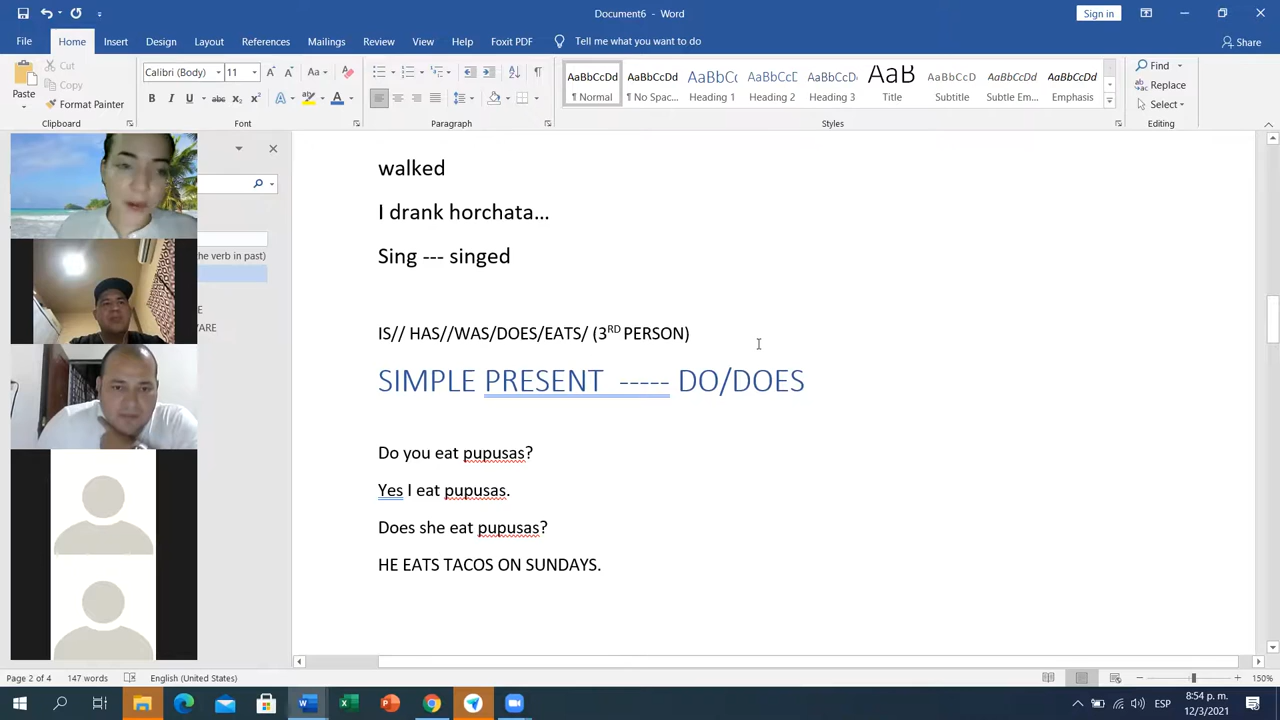 Document6 - Word
Sign in
File Home Insert Design Layout References Mailings Review View Help Foxit PDF Tell me what you want to do Share
Cut
Copy
Format Painter
Paste
Calibri (Body) 11
AaBbCcDd AaBbCcDd AaBbC AaBbCcC AaBbCcD AaB AaBbCcD AaBbCcDd AaBbCcDd
¶ Normal ¶ No Spac... Heading 1 Heading 2 Heading 3 Title Subtitle Subtle Em... Emphasis
Find
Replace
Select
Clipboard Font Paragraph Styles Editing
walked
I drank horchata...
Sing --- singed
the verb in past)
IS// HAS//WAS/DOES/EATS/ (3RD PERSON)
SIMPLE PRESENT ----- DO/DOES
Do you eat pupusas?
Yes I eat pupusas.
Does she eat pupusas?
HE EATS TACOS ON SUNDAYS.
Page 2 of 4 147 words English (United States) 150%
ESP
8:54 p. m.
12/3/2021